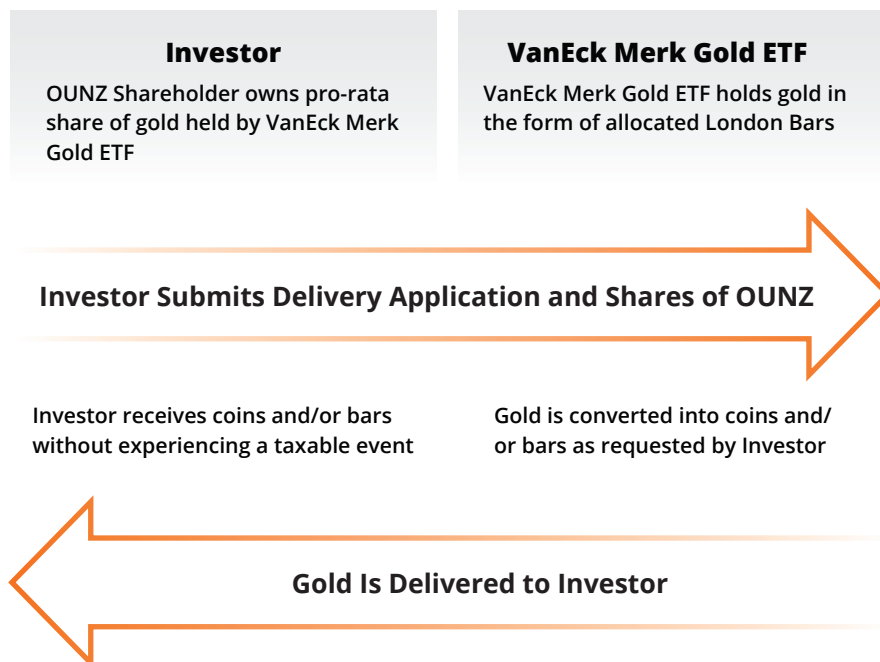 Investor
OUNZ Shareholder owns pro-rata
share of gold held by VanEck Merk
Gold ETF
VanEck Merk Gold ETF
VanEck Merk Gold ETF holds gold in
the form of allocated London Bars
Investor Submits Delivery Application and Shares of OUNZ
Investor receives coins and/or bars
without experiencing a taxable event
Gold is converted into coins and/
or bars as requested by Investor
Gold Is Delivered to Investor